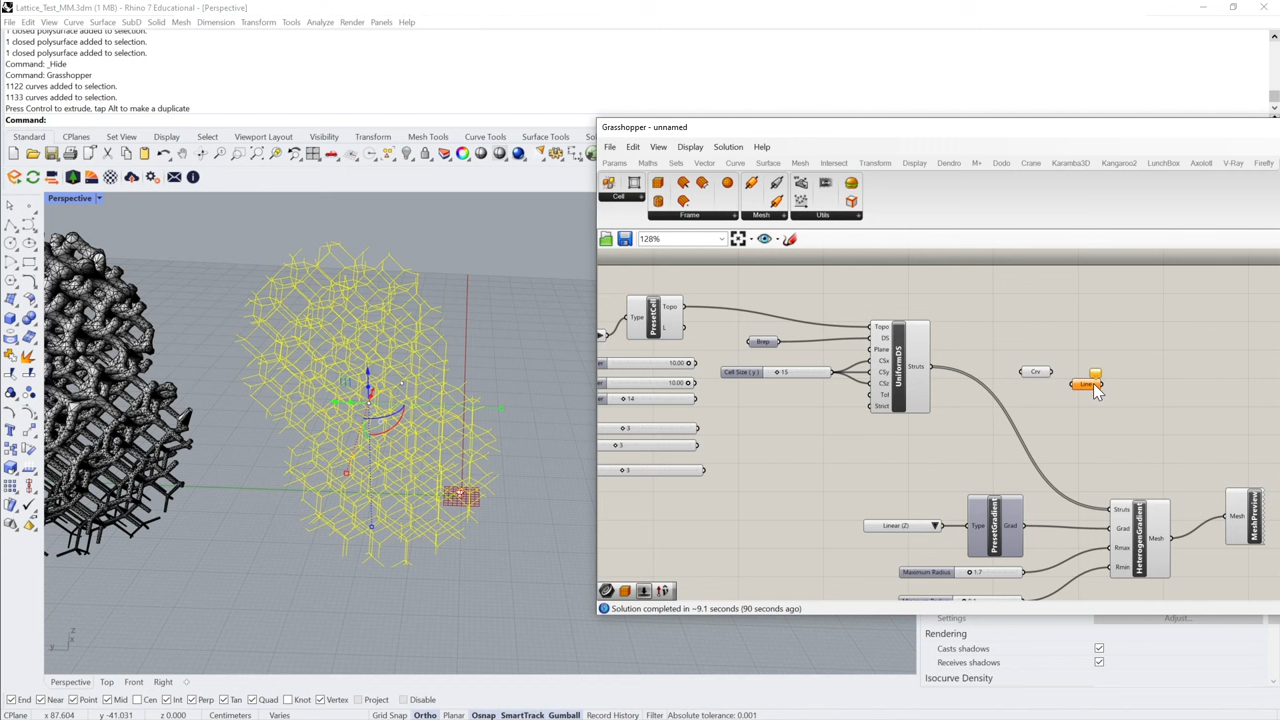 Lattice_Test_MM.3dm (1 MB) - Rhino 7 Educational - [Perspective]
File Edit View Curve Surface SubD Solid Mesh Dimension Transform Tools Analyze Render Panels Help
1 closed polysurface added to selection.
1 closed polysurface added to selection.
1 closed polysurface added to selection.
Command: _Hide
Command: Grasshopper
1122 curves added to selection.
1133 curves added to selection.
Press Control to extrude, tap Alt to make a duplicate
Command:
Standard CPlanes Set View Display Select Viewport Layout Visibility Transform Mesh Tools Curve Tools Surface Tools
Perspective
Grasshopper - unnamed
File Edit View Display Solution Help
Params Maths Sets Vector Curve Surface Mesh Intersect Transform Display Dendro M+ Dodo Crane Karamba3D Kangaroo2 LunchBox Axolotl V-Ray Firefly
Cell Frame Mesh Utils
128%
Type PresetCell Topo L
Brep
10.00
10.00
14
3
3
3
Cell Size ( y ) 15
Topo DS Plane CSx CSy CSz Tol Strict UniformDS Struts
Crv
Line
Linear (Z)
Type PresetGradient Grad
Struts Grad Rmax Rmin HeterogenGradient Mesh
Mesh MeshPreview
Maximum Radius 1.7
Solution completed in ~9.1 seconds (90 seconds ago)
Settings Adjust...
Rendering
Casts shadows
Receives shadows
Isocurve Density
z
x
y
Perspective Top Front Right
End Near Point Mid Cen Int Perp Tan Quad Knot Vertex Project Disable
CPlane x 87.604 y -41.031 z 0.000 Centimeters Varies Grid Snap Ortho Planar Osnap SmartTrack Gumball Record History Filter Absolute tolerance: 0.001